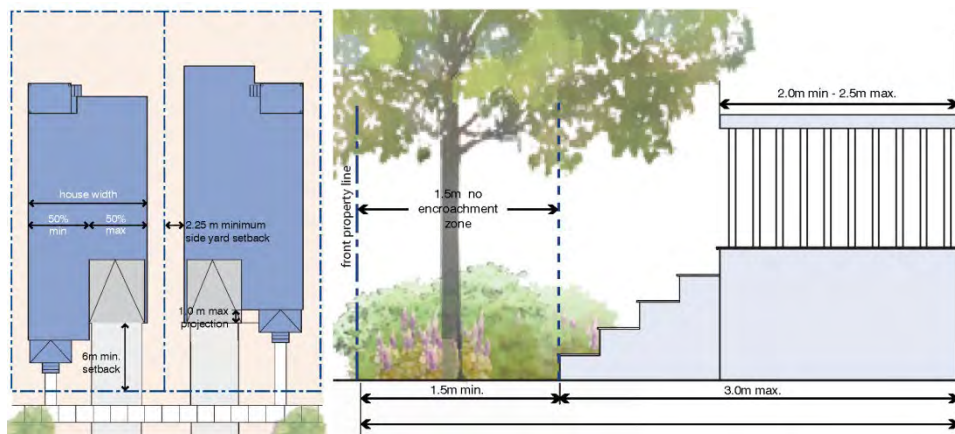 house width
50%
min
50%
max
2.25 m minimum
side yard setback
1.0 m max
projection
6m min.
setback
front property line
1.5m no
encroachment
zone
2.0m min - 2.5m max.
1.5m min.
3.0m max.